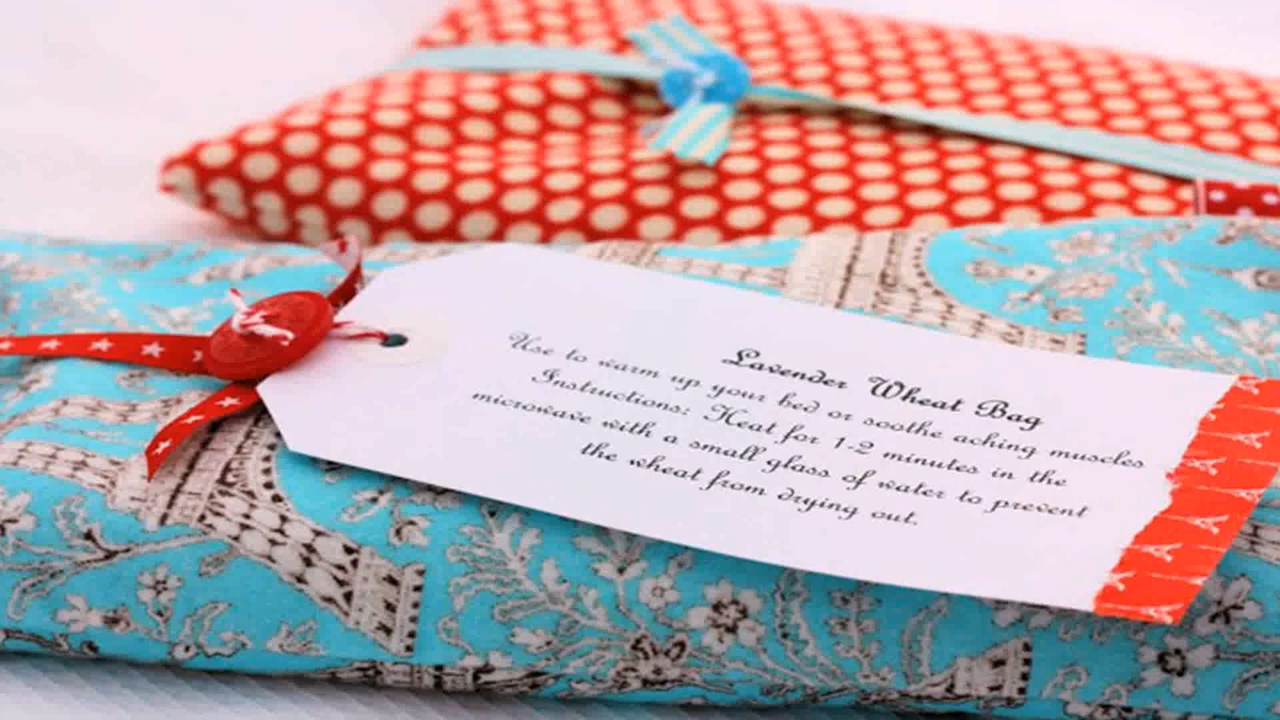 Lavender Wheat Bag
Use to warm up your bed or soothe aching muscles
Instructions: Heat for 1-2 minutes in the
microwave with a small glass of water to prevent
the wheat from drying out.